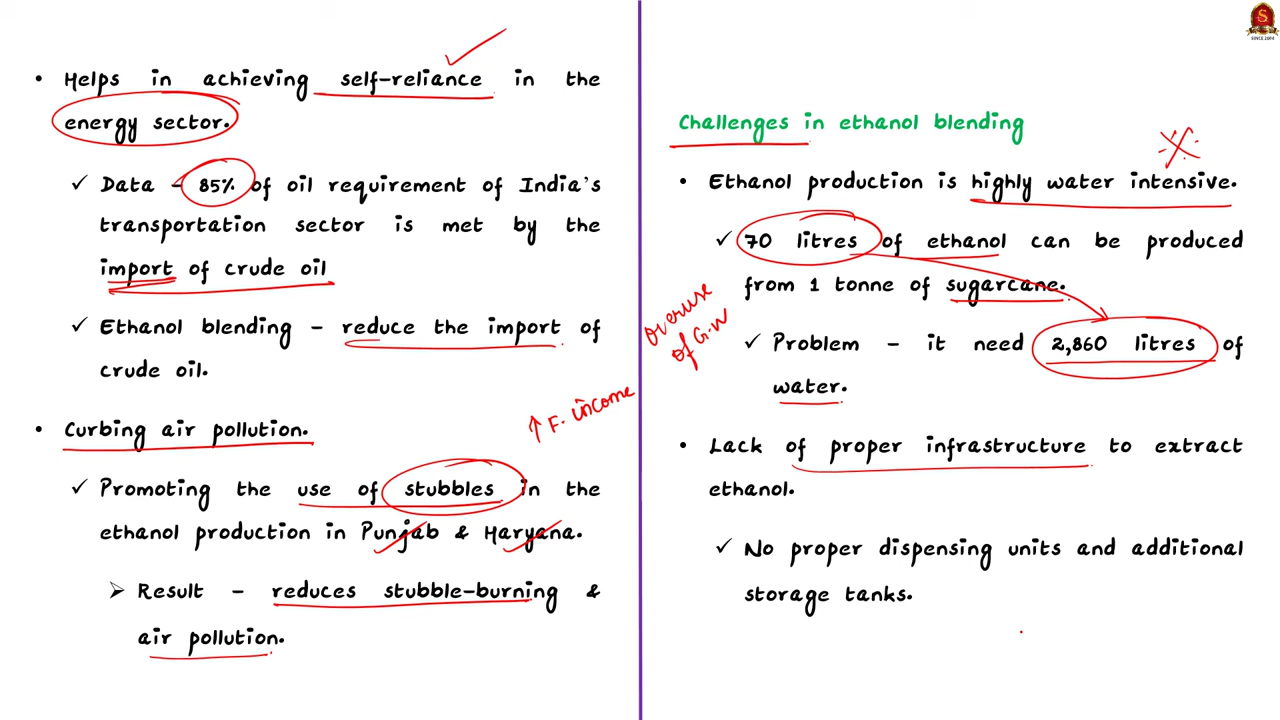 • Helps in achieving self-reliance in the
energy sector.
✓ Data - 85% of oil requirement of India's
transportation sector is met by the
import of crude oil
✓ Ethanol blending - reduce the import of
crude oil.
↑ F. income
• Curbing air pollution.
✓ Promoting the use of stubbles in the
ethanol production in Punjab & Haryana.
➢ Result - reduces stubble-burning &
air pollution.
S
SINCE 2004
Challenges in ethanol blending
• Ethanol production is highly water intensive.
✓ 70 litres of ethanol can be produced
from 1 tonne of sugarcane.
overuse
of G.W
✓ Problem - it need 2,860 litres of
water.
• Lack of proper infrastructure to extract
ethanol.
✓ No proper dispensing units and additional
storage tanks.